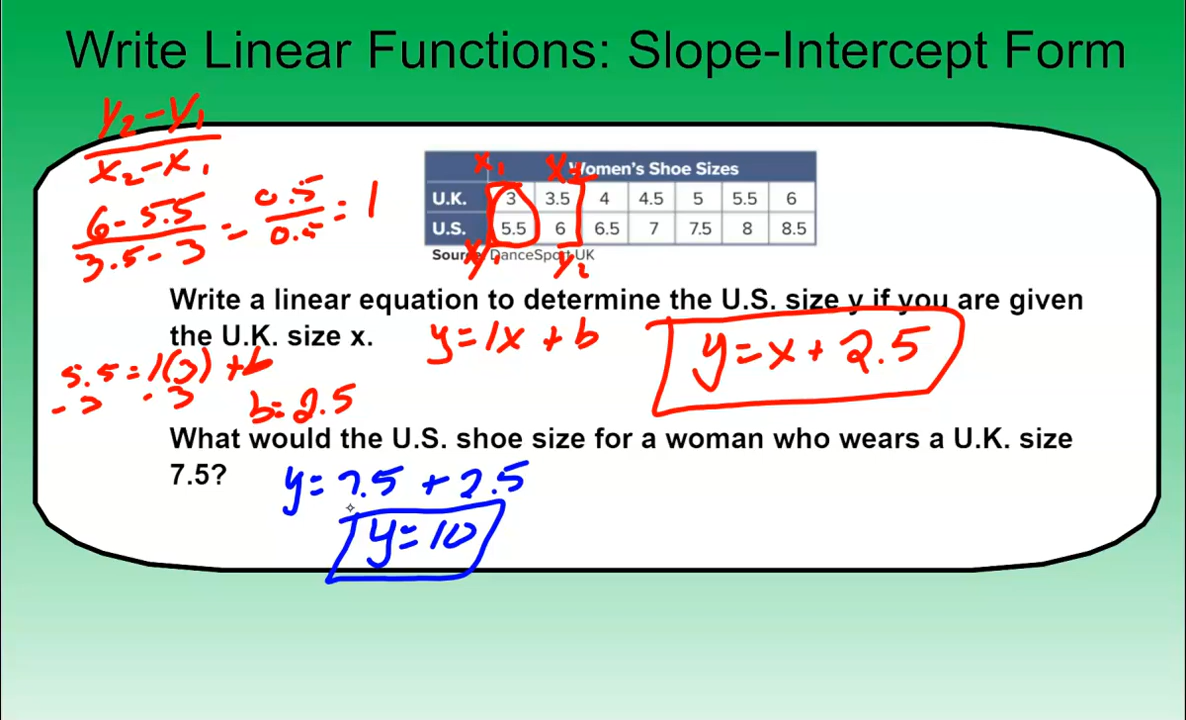 Write Linear Functions: Slope-Intercept Form
y₂-y₁
x₂-x₁
6-5.5 = 0.5 = 1
3.5-3 0.5
x₁ x₂
Women's Shoe Sizes
U.K. 3 3.5 4 4.5 5 5.5 6
U.S. 5.5 6 6.5 7 7.5 8 8.5
y₁ y₂
Source: DanceSport UK
Write a linear equation to determine the U.S. size y if you are given
the U.K. size x.
y=1x+b
y=x+2.5
5.5=1(3)+b
-3 -3
b=2.5
What would the U.S. shoe size for a woman who wears a U.K. size
7.5?
y=7.5+2.5
y=10